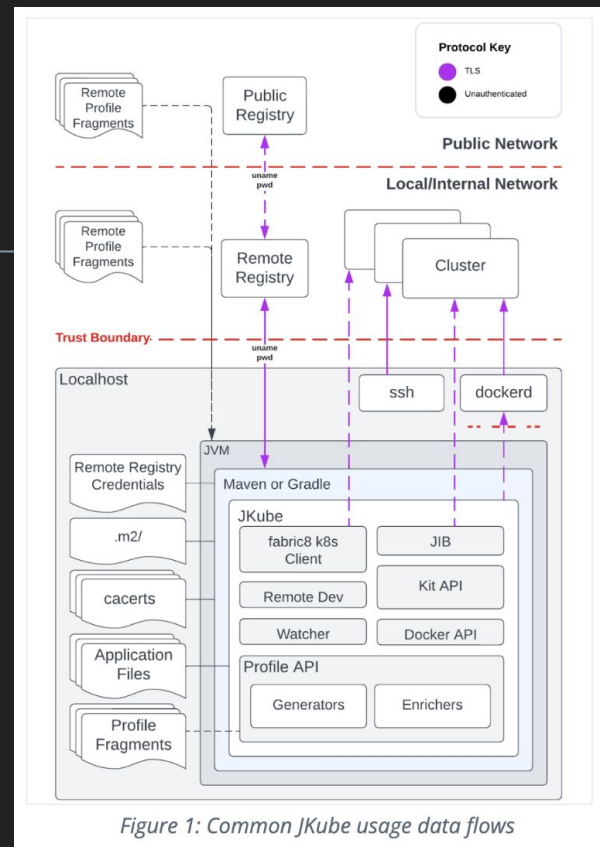 Protocol Key
TLS
Unauthenticated
Remote
Profile
Fragments
Public
Registry
Public Network
uname
pwd
Local/Internal Network
Remote
Profile
Fragments
Remote
Registry
Cluster
Trust Boundary
uname
pwd
Localhost
ssh
dockerd
JVM
Remote Registry
Credentials
Maven or Gradle
JKube
.m2/
fabric8 k8s
Client
JIB
cacerts
Remote Dev
Kit API
Watcher
Docker API
Application
Files
Profile API
Generators
Enrichers
Profile
Fragments
Figure 1: Common JKube usage data flows